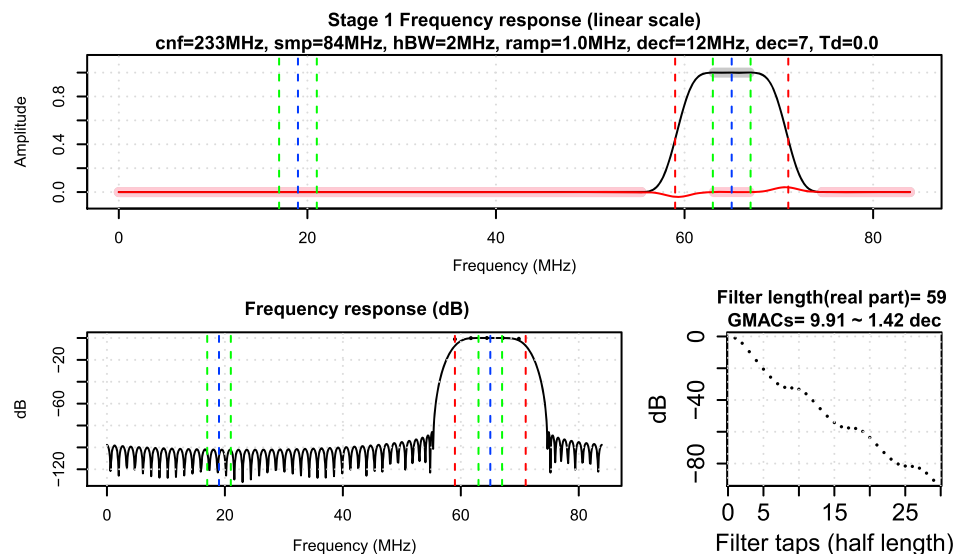 Stage 1 Frequency response (linear scale)
cnf=233MHz, smp=84MHz, hBW=2MHz, ramp=1.0MHz, decf=12MHz, dec=7, Td=0.0
Amplitude
0.8
0.4
0.0
0 20 40 60 80
Frequency (MHz)
Frequency response (dB)
dB
−20
−60
−120
0 20 40 60 80
Frequency (MHz)
Filter length(real part)= 59
GMACs= 9.91 ~ 1.42 dec
dB
0
−40
−80
0 5 15 25
Filter taps (half length)